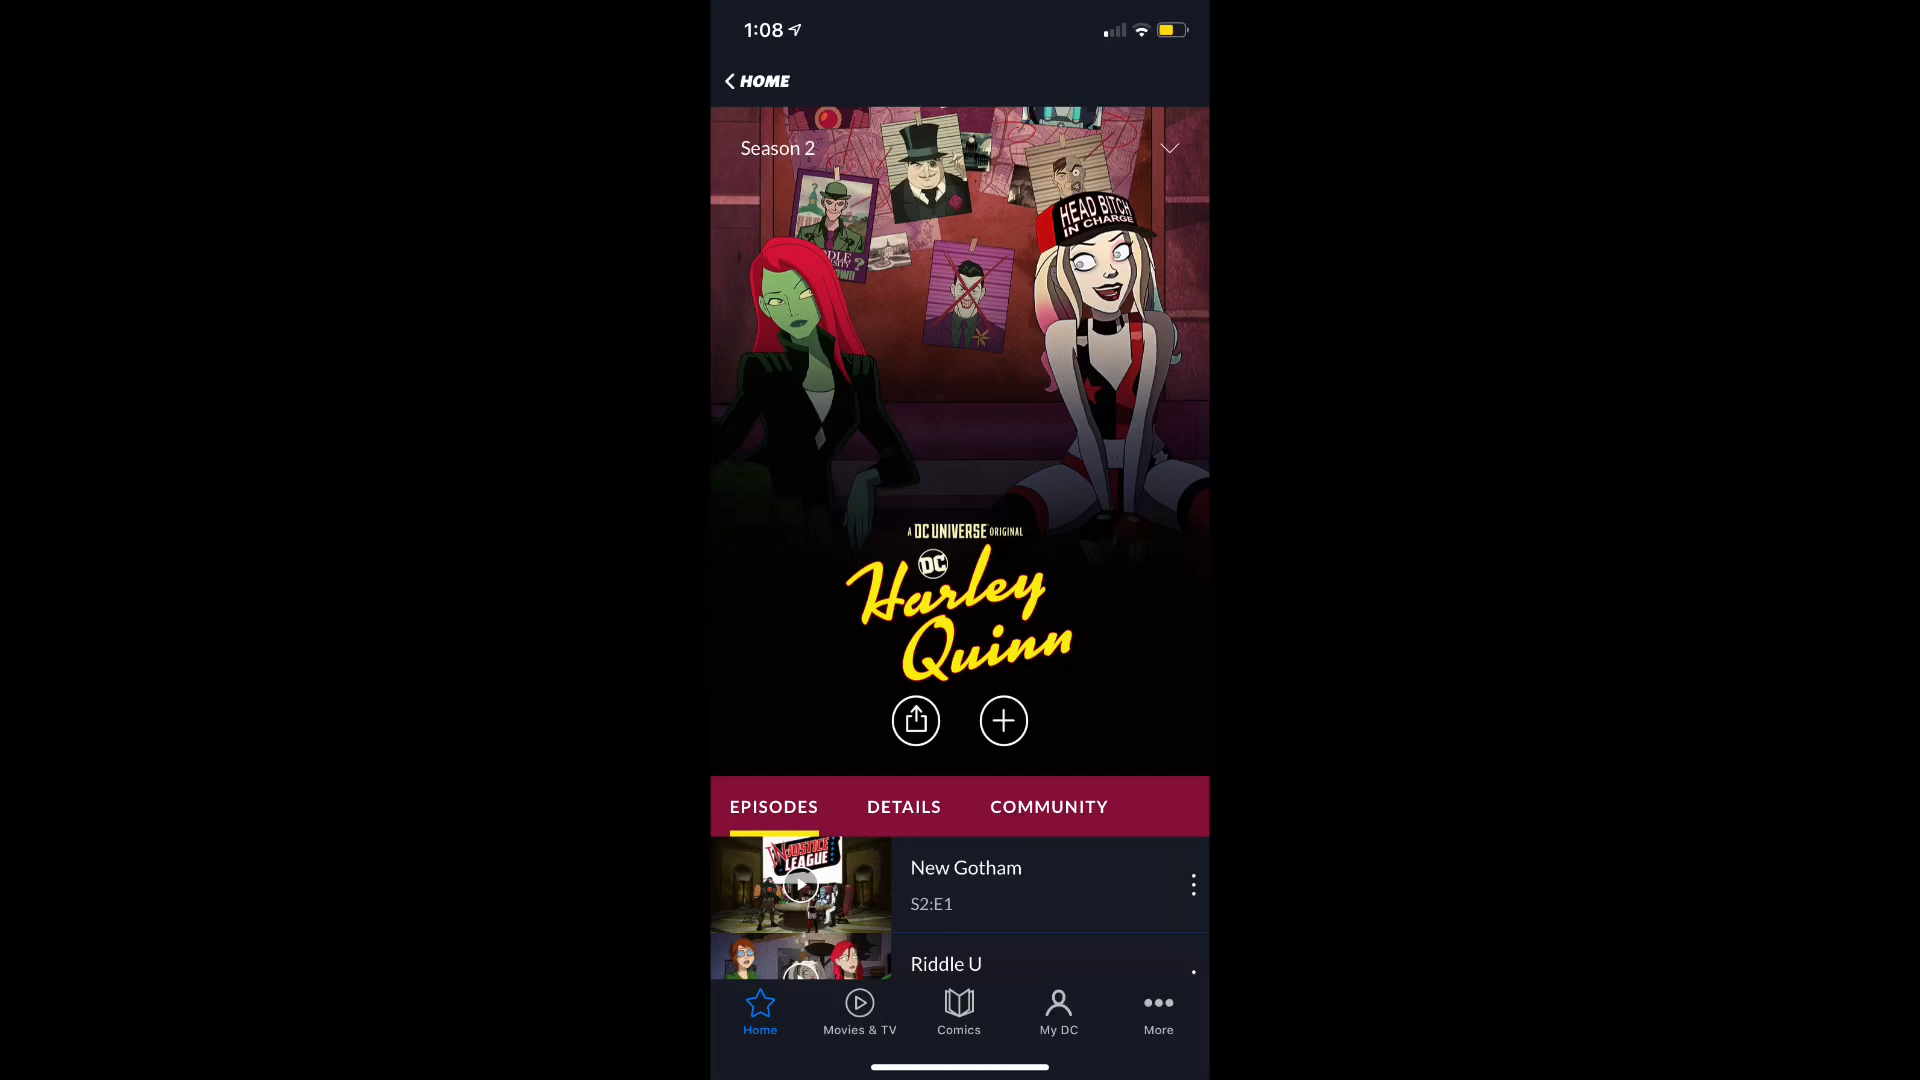 1:08
HOME
Season 2
HEAD BITCH
IN CHARGE
A DC UNIVERSE ORIGINAL
DC
Harley
Quinn
EPISODES
DETAILS
COMMUNITY
INJUSTICE
LEAGUE
New Gotham
S2:E1
Riddle U
Home
Movies & TV
Comics
My DC
More